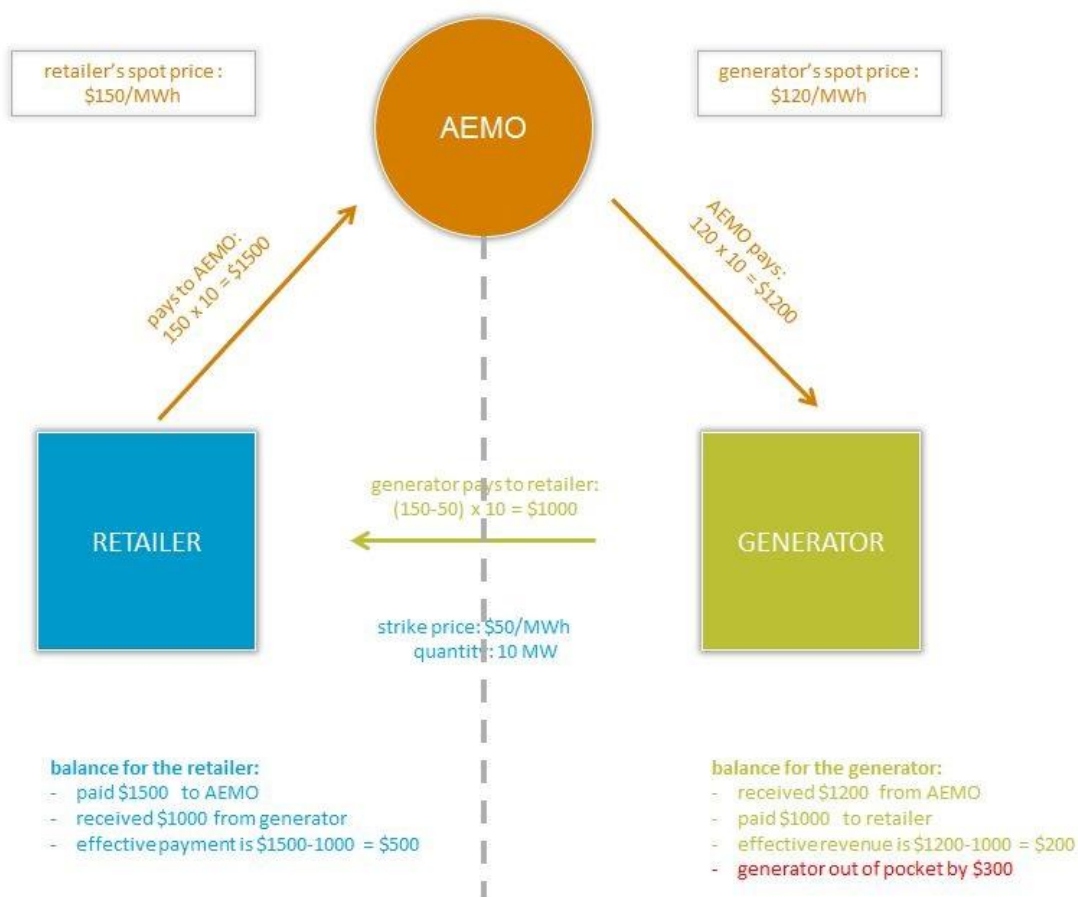 retailer's spot price :
$150/MWh
AEMO
generator's spot price :
$120/MWh
pays to AEMO:
150 x 10 = $1500
AEMO pays:
120 x 10 = $1200
RETAILER
generator pays to retailer:
(150-50) x 10 = $1000
GENERATOR
strike price: $50/MWh
quantity: 10 MW
balance for the retailer:
- paid $1500 to AEMO
- received $1000 from generator
- effective payment is $1500-1000 = $500
balance for the generator:
- received $1200 from AEMO
- paid $1000 to retailer
- effective revenue is $1200-1000 = $200
- generator out of pocket by $300